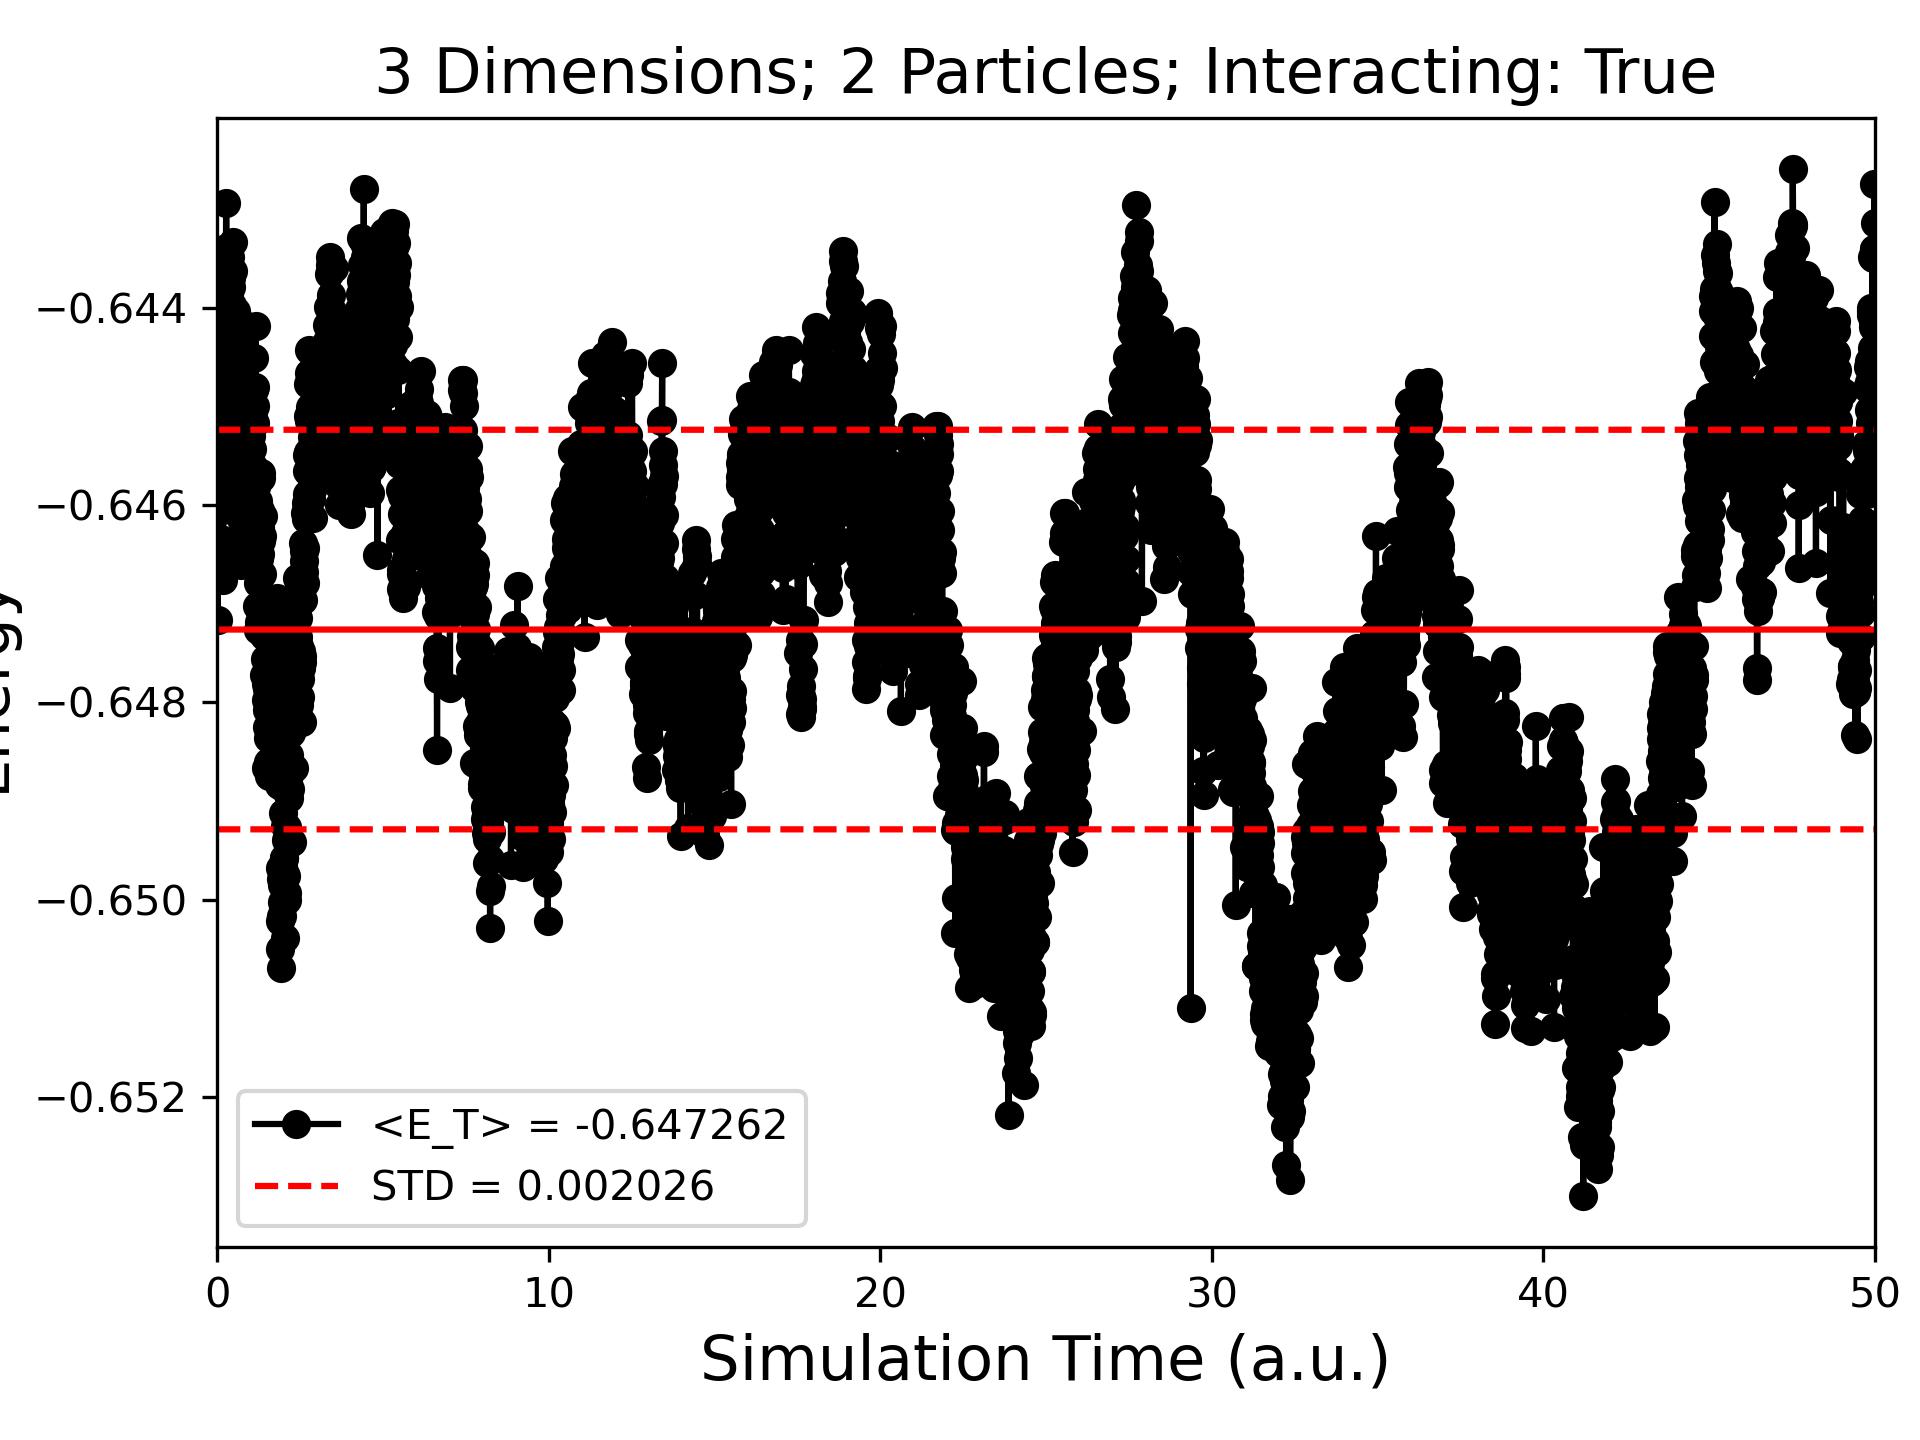 3 Dimensions; 2 Particles; Interacting: True
Energy
−0.644
−0.646
−0.648
−0.650
−0.652
<E_T> = -0.647262
STD = 0.002026
0 10 20 30 40 50
Simulation Time (a.u.)